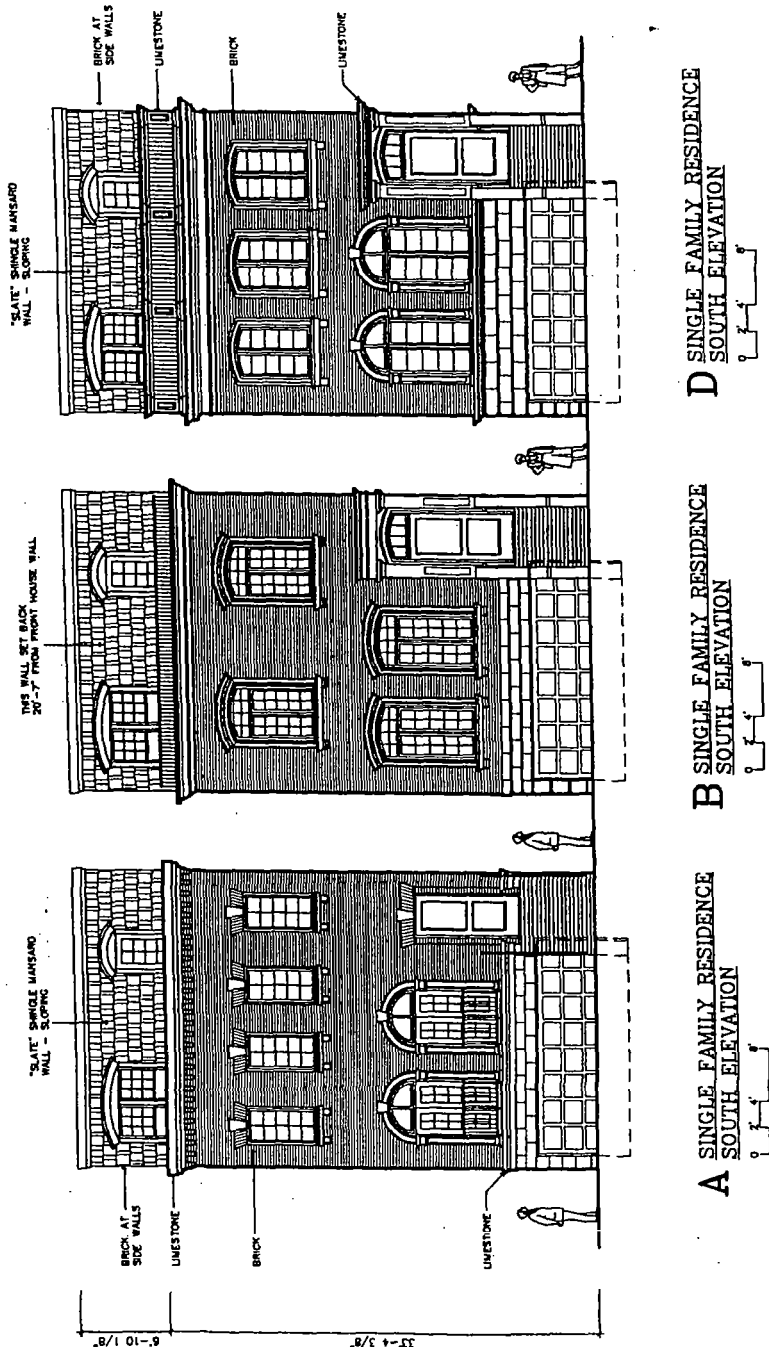 "SLATE" SHINGLE MANSARD
WALL - SLOPING
BRICK AT
SIDE WALLS
LIMESTONE
BRICK
LIMESTONE
6'-10 1/8"
33'-4 3/8"
A SINGLE FAMILY RESIDENCE
SOUTH ELEVATION
0 2' 4' 8'
THIS WALL SET BACK
20'-7" FROM FRONT HOUSE WALL
B SINGLE FAMILY RESIDENCE
SOUTH ELEVATION
0 2' 4' 8'
"SLATE" SHINGLE MANSARD
WALL - SLOPING
BRICK AT
SIDE WALLS
LIMESTONE
BRICK
LIMESTONE
D SINGLE FAMILY RESIDENCE
SOUTH ELEVATION
0 2' 4' 8'